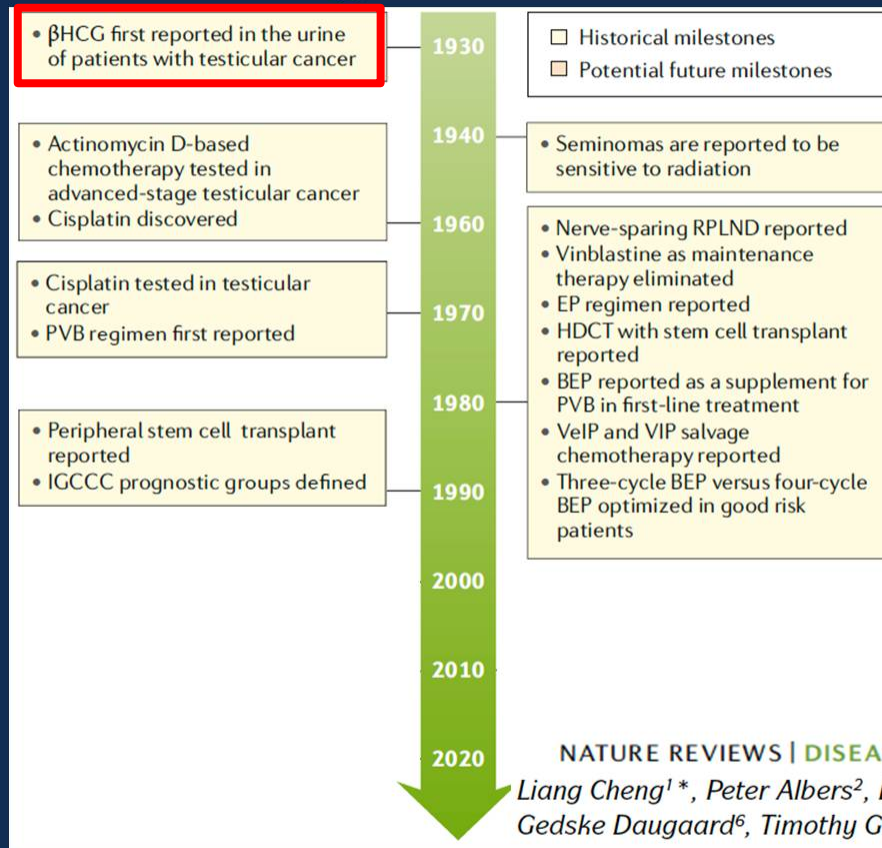 • βHCG first reported in the urine
of patients with testicular cancer
1930
Historical milestones
Potential future milestones
• Actinomycin D-based
chemotherapy tested in
advanced-stage testicular cancer
• Cisplatin discovered
1940
• Seminomas are reported to be
sensitive to radiation
1960
• Cisplatin tested in testicular
cancer
• PVB regimen first reported
1970
• Nerve-sparing RPLND reported
• Vinblastine as maintenance
therapy eliminated
• EP regimen reported
• HDCT with stem cell transplant
reported
• BEP reported as a supplement for
PVB in first-line treatment
• VeIP and VIP salvage
chemotherapy reported
• Three-cycle BEP versus four-cycle
BEP optimized in good risk
patients
1980
• Peripheral stem cell transplant
reported
• IGCCC prognostic groups defined
1990
2000
2010
2020
NATURE REVIEWS | DISEA
Liang Cheng1*, Peter Albers2,
Gedske Daugaard6, Timothy G